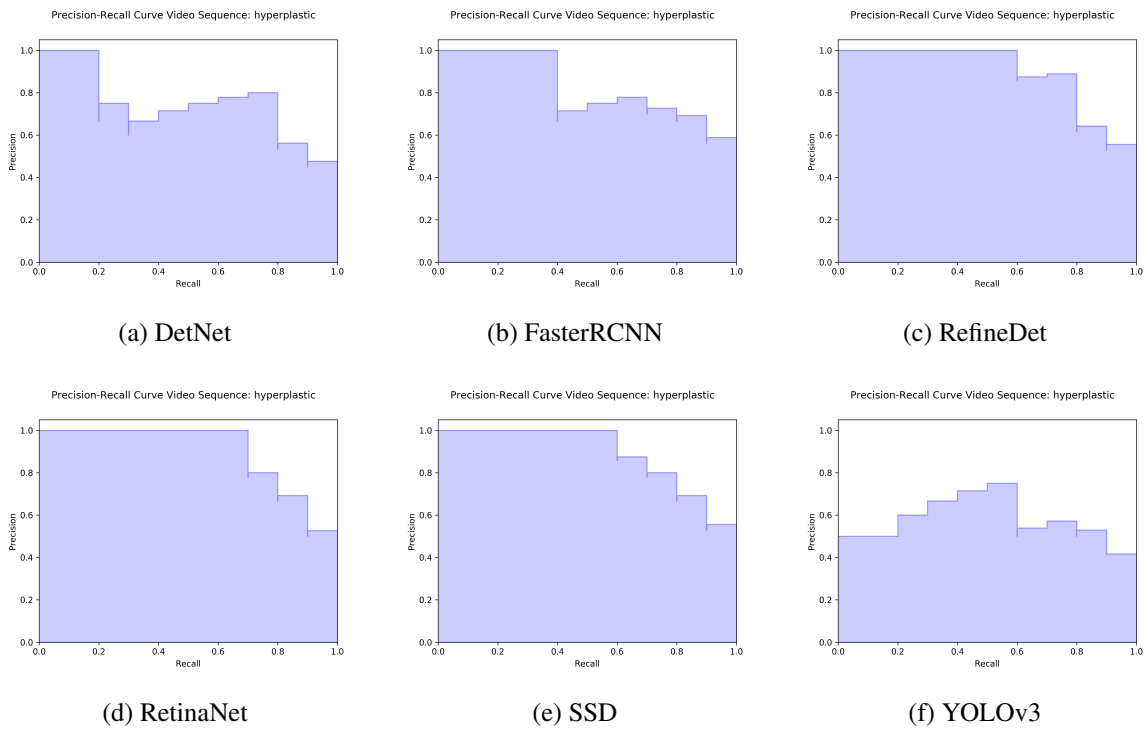 Precision-Recall Curve Video Sequence: hyperplastic
1.0
0.8
0.6
0.4
0.2
0.0
Precision
0.0 0.2 0.4 0.6 0.8 1.0
Recall
(a) DetNet
Precision-Recall Curve Video Sequence: hyperplastic
1.0
0.8
0.6
0.4
0.2
0.0
Precision
0.0 0.2 0.4 0.6 0.8 1.0
Recall
(b) FasterRCNN
Precision-Recall Curve Video Sequence: hyperplastic
1.0
0.8
0.6
0.4
0.2
0.0
Precision
0.0 0.2 0.4 0.6 0.8 1.0
Recall
(c) RefineDet
Precision-Recall Curve Video Sequence: hyperplastic
1.0
0.8
0.6
0.4
0.2
0.0
Precision
0.0 0.2 0.4 0.6 0.8 1.0
Recall
(d) RetinaNet
Precision-Recall Curve Video Sequence: hyperplastic
1.0
0.8
0.6
0.4
0.2
0.0
Precision
0.0 0.2 0.4 0.6 0.8 1.0
Recall
(e) SSD
Precision-Recall Curve Video Sequence: hyperplastic
1.0
0.8
0.6
0.4
0.2
0.0
Precision
0.0 0.2 0.4 0.6 0.8 1.0
Recall
(f) YOLOv3